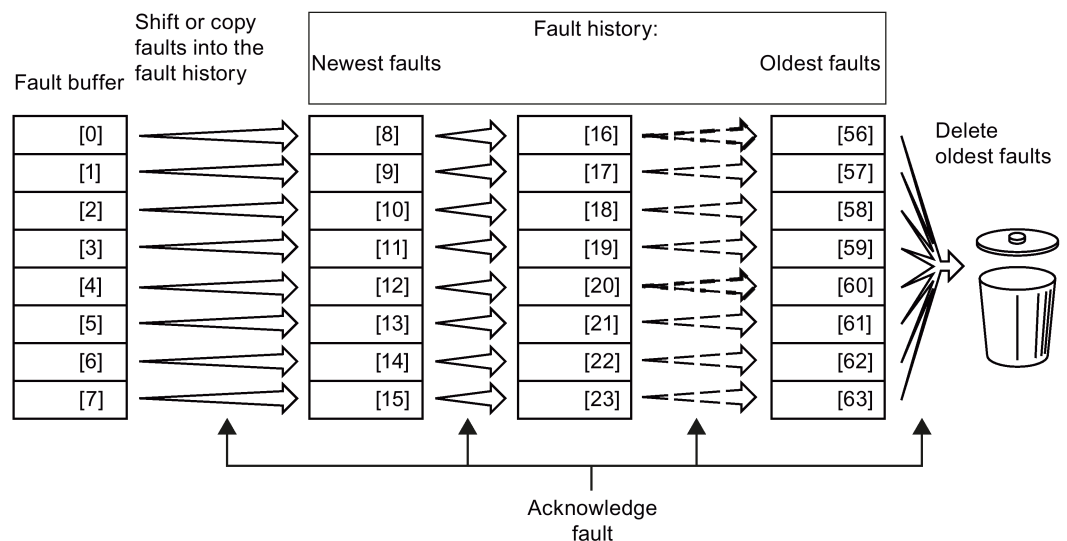 Shift or copy
faults into the
fault history
Fault buffer
Fault history:
Newest faults
Oldest faults
[0]
[1]
[2]
[3]
[4]
[5]
[6]
[7]
[8]
[9]
[10]
[11]
[12]
[13]
[14]
[15]
[16]
[17]
[18]
[19]
[20]
[21]
[22]
[23]
[56]
[57]
[58]
[59]
[60]
[61]
[62]
[63]
Delete
oldest faults
Acknowledge
fault